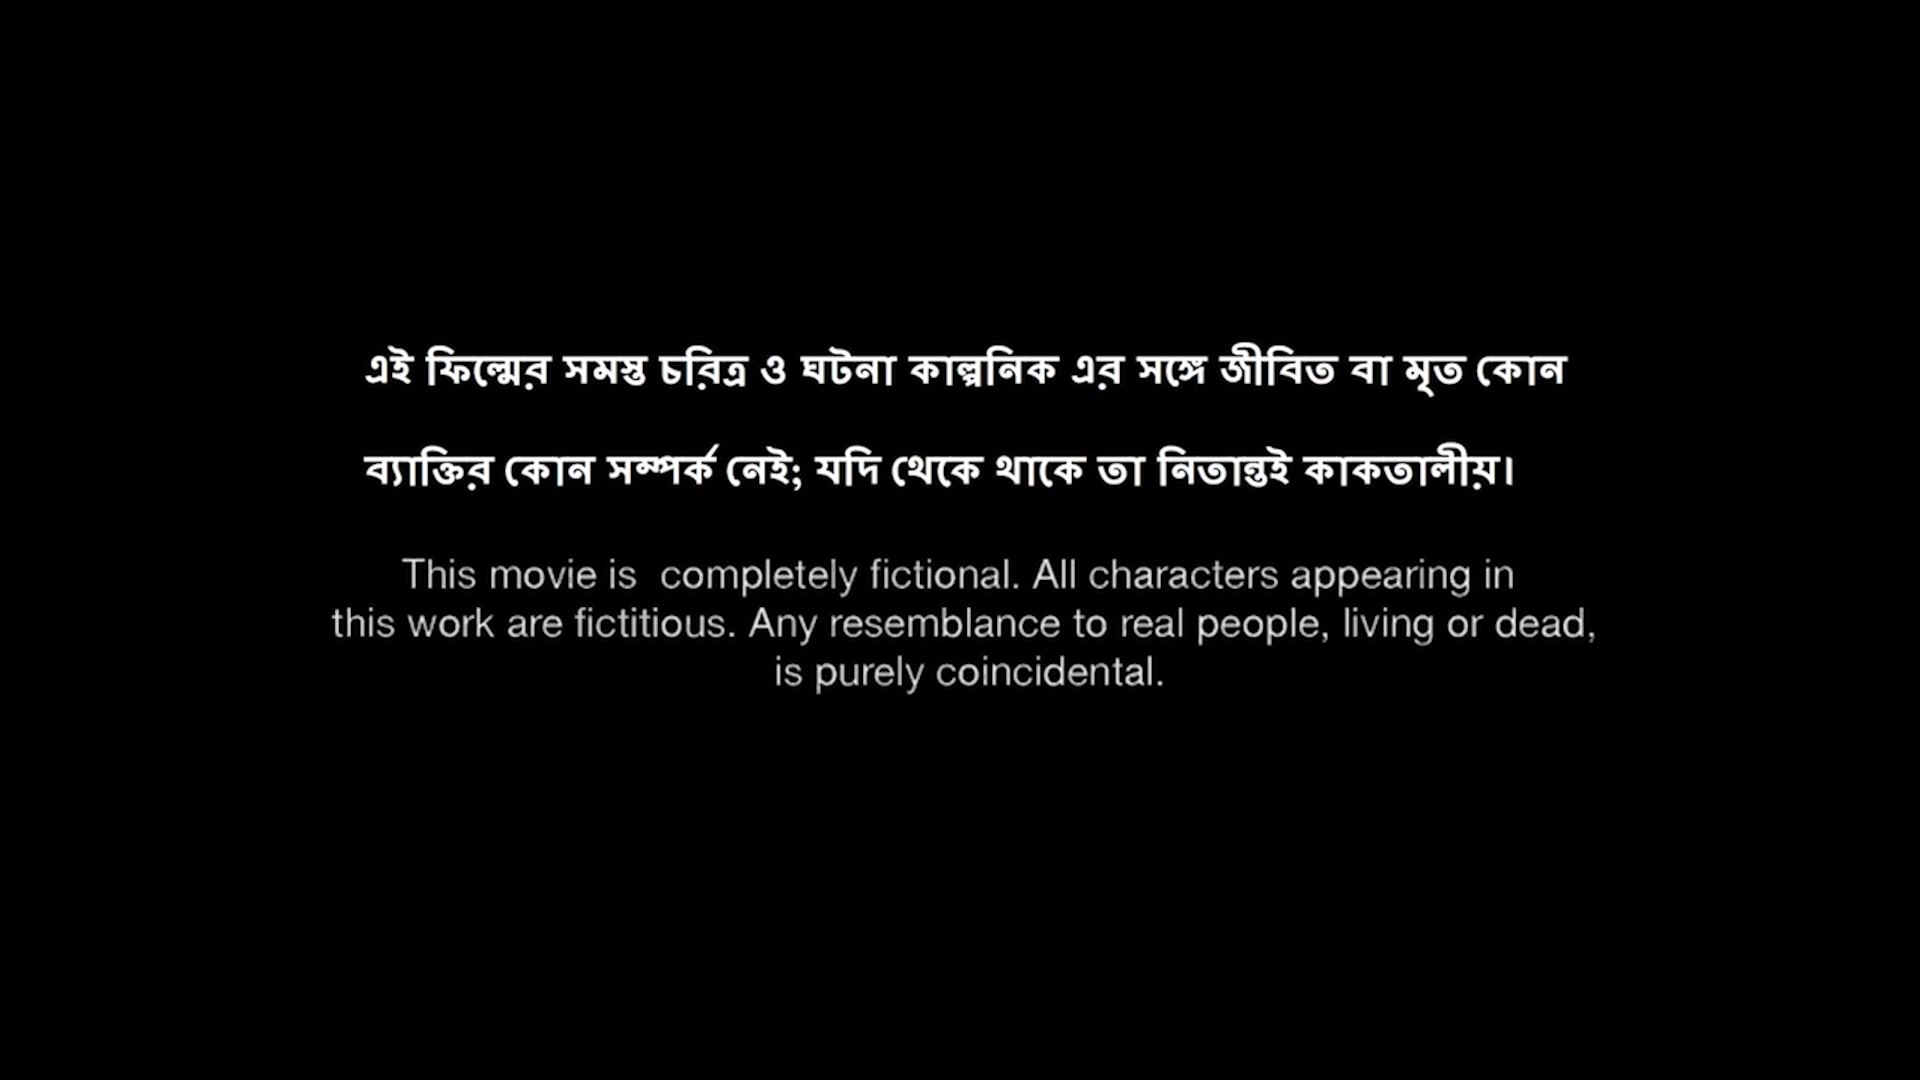 এই ফিল্মের সমস্ত চরিত্র ও ঘটনা কাল্পনিক এর সঙ্গে জীবিত বা মৃত কোন
ব্যাক্তির কোন সম্পর্ক নেই; যদি থেকে থাকে তা নিতান্তই কাকতালীয়।
This movie is  completely fictional. All characters appearing in
this work are fictitious. Any resemblance to real people, living or dead,
is purely coincidental.